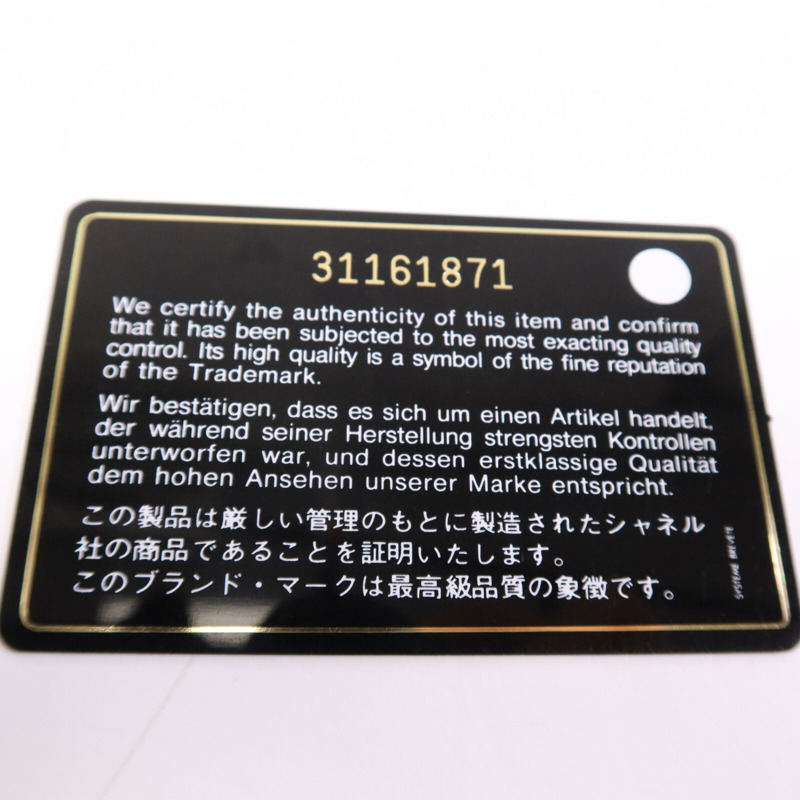 31161871
We certify the authenticity of this item and confirm
that it has been subjected to the most exacting quality
control. Its high quality is a symbol of the fine reputation
of the Trademark.
Wir bestätigen, dass es sich um einen Artikel handelt,
der während seiner Herstellung strengsten Kontrollen
unterworfen war, und dessen erstklassige Qualität
dem hohen Ansehen unserer Marke entspricht.
この製品は厳しい管理のもとに製造されたシャネル
社の商品であることを証明いたします。
このブランド・マークは最高級品質の象徴です。
SYSTEME BREVETE